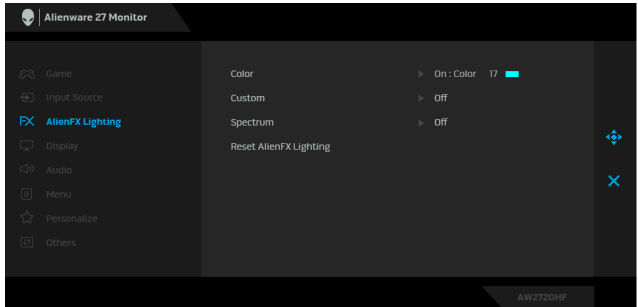 Alienware 27 Monitor
Game
Input Source
FX AlienFX Lighting
Display
Audio
Menu
Personalize
Others
Color On : Color 17
Custom Off
Spectrum Off
Reset AlienFX Lighting
AW2720HF